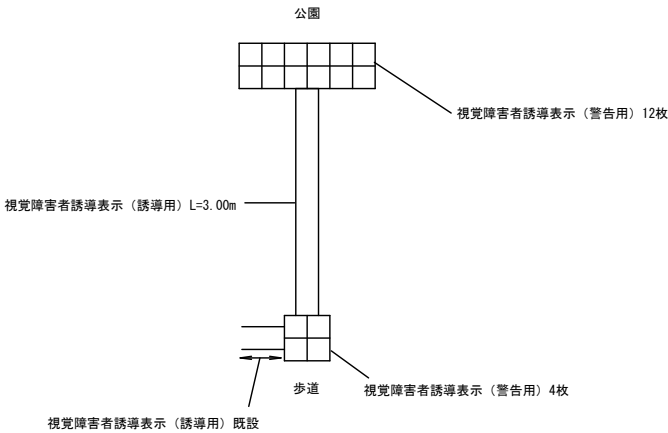 公園
視覚障害者誘導表示（警告用）12枚
視覚障害者誘導表示（誘導用）L=3.00m
歩道
視覚障害者誘導表示（警告用）4枚
視覚障害者誘導表示（誘導用）既設